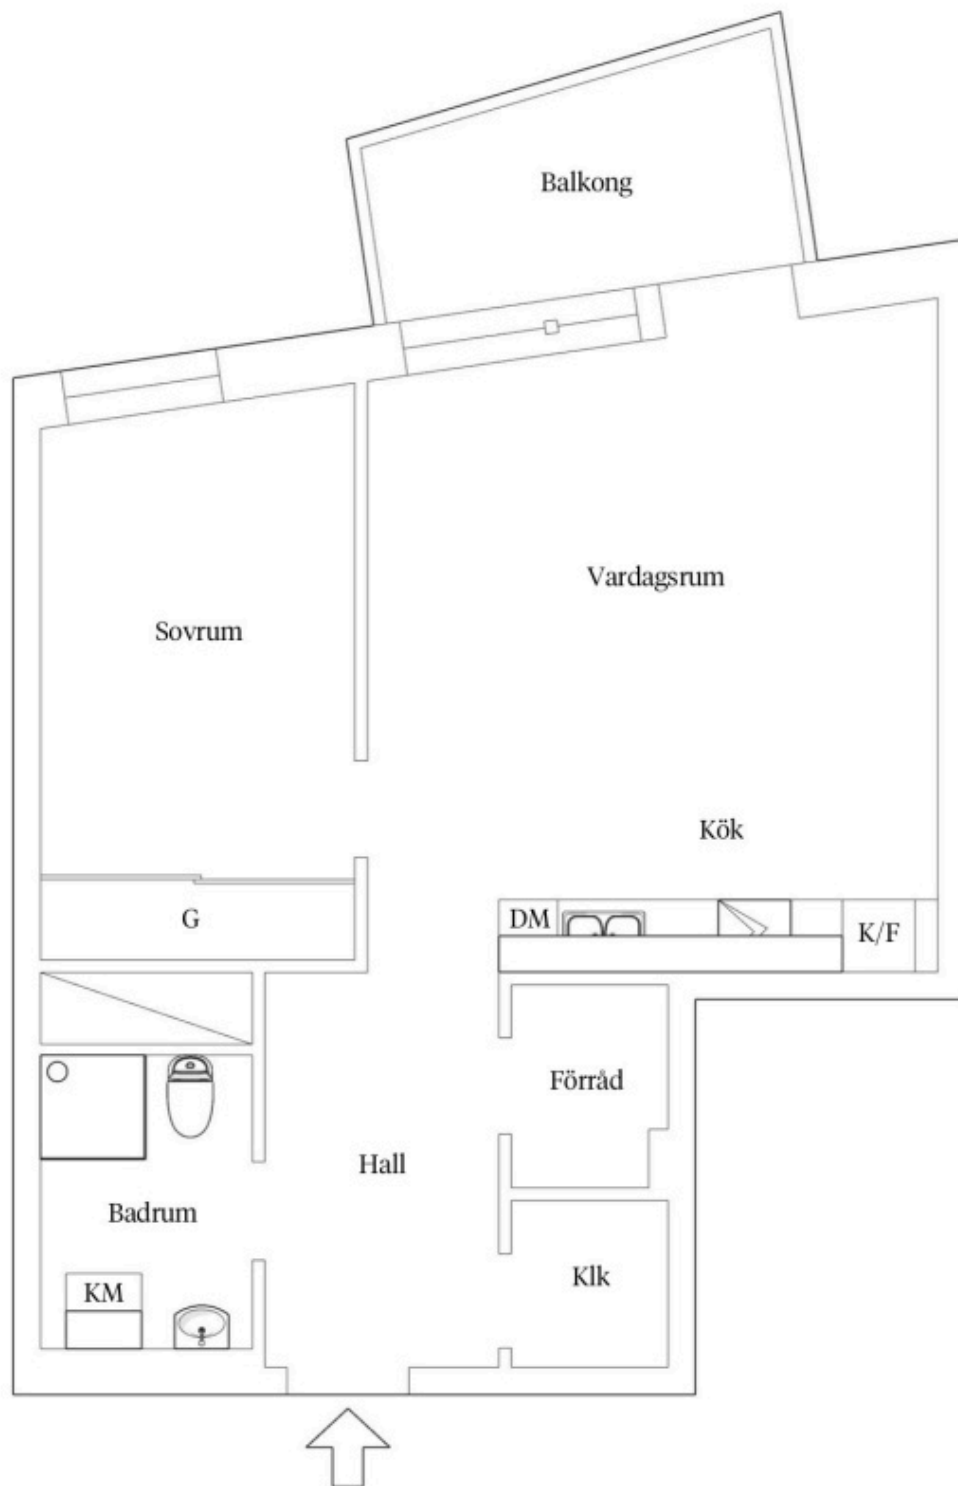 Balkong
Vardagsrum
Sovrum
Kök
G
DM
K/F
Förråd
Hall
Badrum
Klk
KM